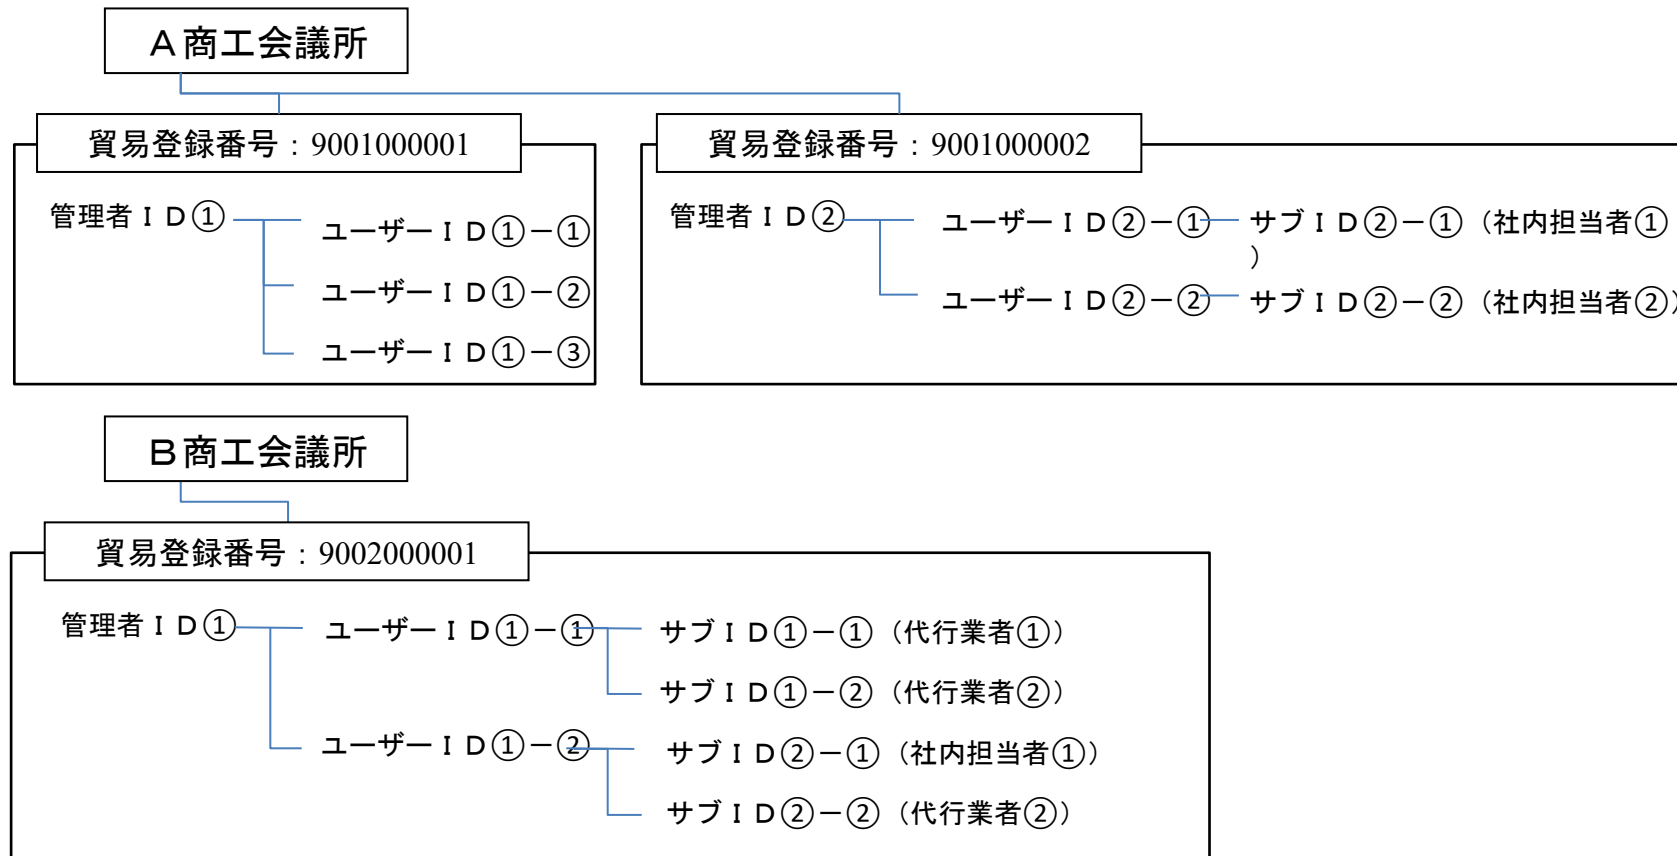 A商工会議所
貿易登録番号：9001000001
管理者ＩＤ①
ユーザーＩＤ①－①
ユーザーＩＤ①－②
ユーザーＩＤ①－③
貿易登録番号：9001000002
管理者ＩＤ②
ユーザーＩＤ②－①
サブＩＤ②－①（社内担当者①
）
ユーザーＩＤ②－②
サブＩＤ②－②（社内担当者②）
B商工会議所
貿易登録番号：9002000001
管理者ＩＤ①
ユーザーＩＤ①－①
サブＩＤ①－①（代行業者①）
サブＩＤ①－②（代行業者②）
ユーザーＩＤ①－②
サブＩＤ②－①（社内担当者①）
サブＩＤ②－②（代行業者②）